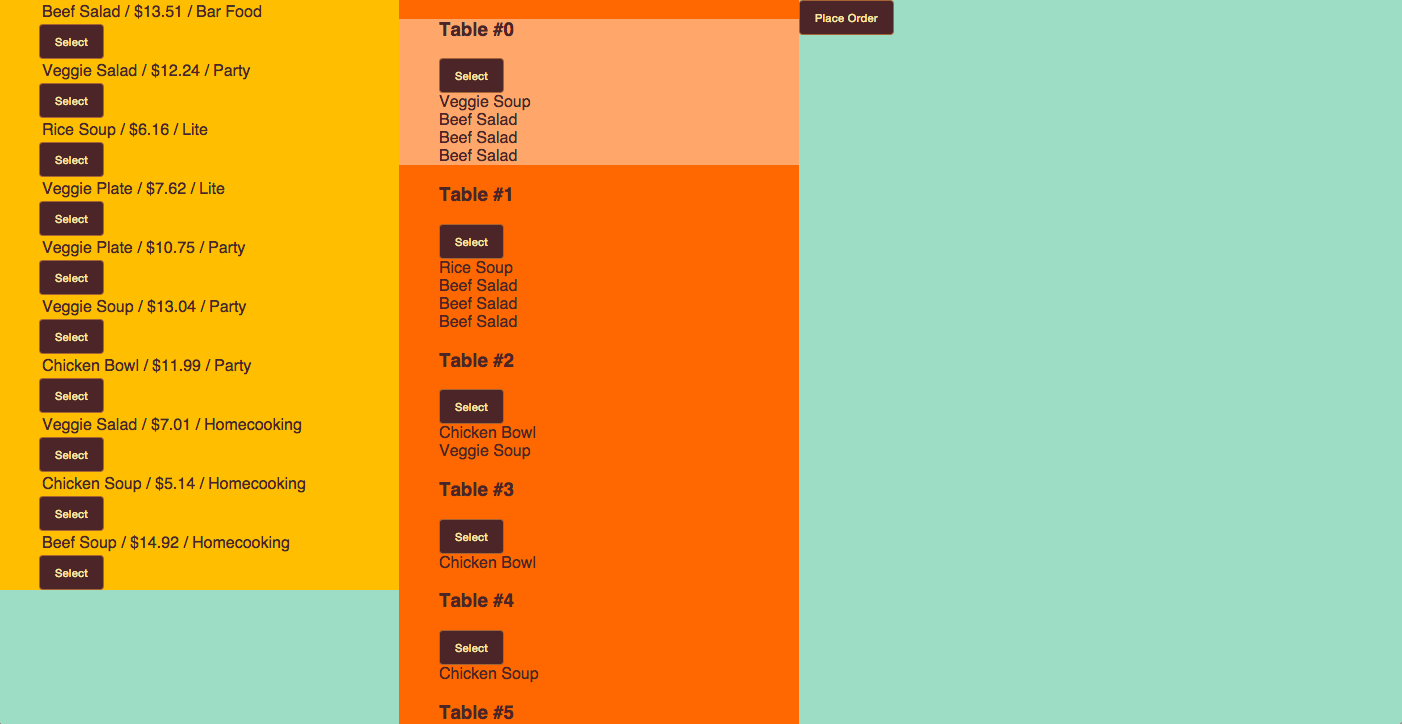 Beef Salad / $13.51 / Bar Food
Select
Veggie Salad / $12.24 / Party
Select
Rice Soup / $6.16 / Lite
Select
Veggie Plate / $7.62 / Lite
Select
Veggie Plate / $10.75 / Party
Select
Veggie Soup / $13.04 / Party
Select
Chicken Bowl / $11.99 / Party
Select
Veggie Salad / $7.01 / Homecooking
Select
Chicken Soup / $5.14 / Homecooking
Select
Beef Soup / $14.92 / Homecooking
Select
Table #0
Select
Veggie Soup
Beef Salad
Beef Salad
Beef Salad
Table #1
Select
Rice Soup
Beef Salad
Beef Salad
Beef Salad
Table #2
Select
Chicken Bowl
Veggie Soup
Table #3
Select
Chicken Bowl
Table #4
Select
Chicken Soup
Table #5
Place Order